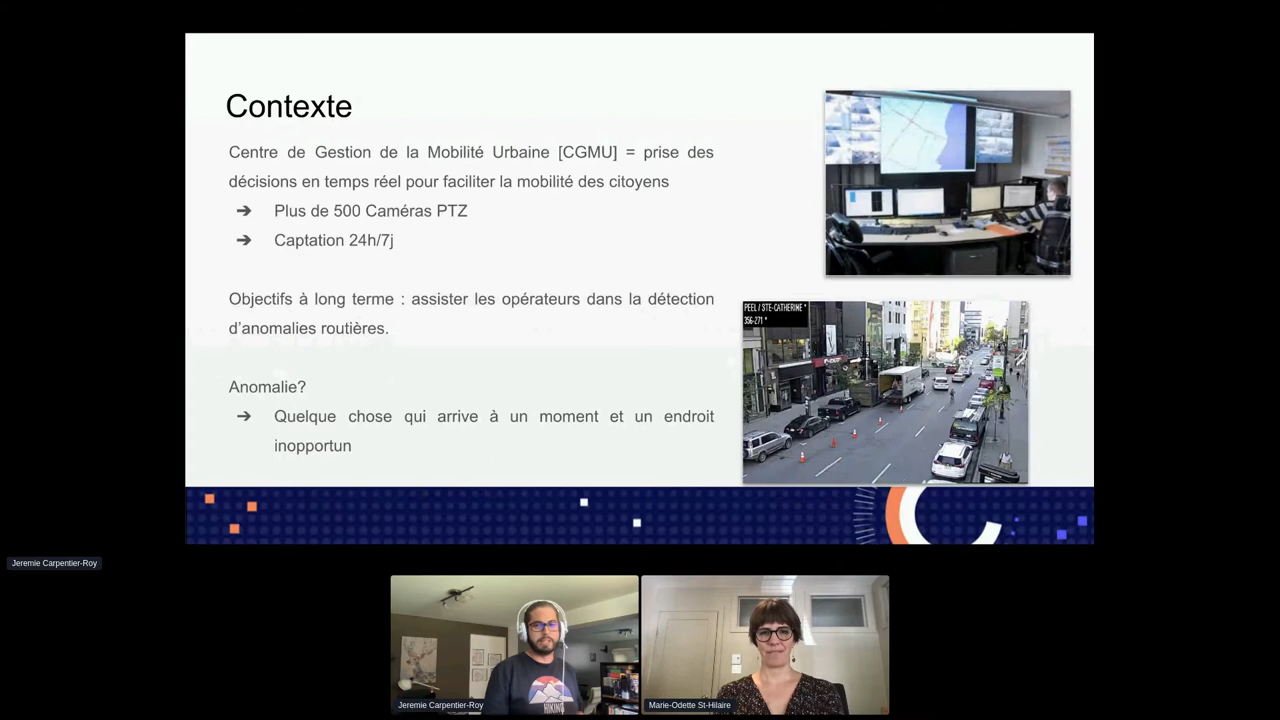 Contexte
Centre de Gestion de la Mobilité Urbaine [CGMU] = prise des
décisions en temps réel pour faciliter la mobilité des citoyens
➔ Plus de 500 Caméras PTZ
➔ Captation 24h/7j
Objectifs à long terme : assister les opérateurs dans la détection
d’anomalies routières.
Anomalie?
➔ Quelque chose qui arrive à un moment et un endroit
inopportun
PEEL / STE-CATHERINE *
356-271 *
Jeremie Carpentier-Roy
HIKING
Jeremie Carpentier-Roy
Marie-Odette St-Hilaire